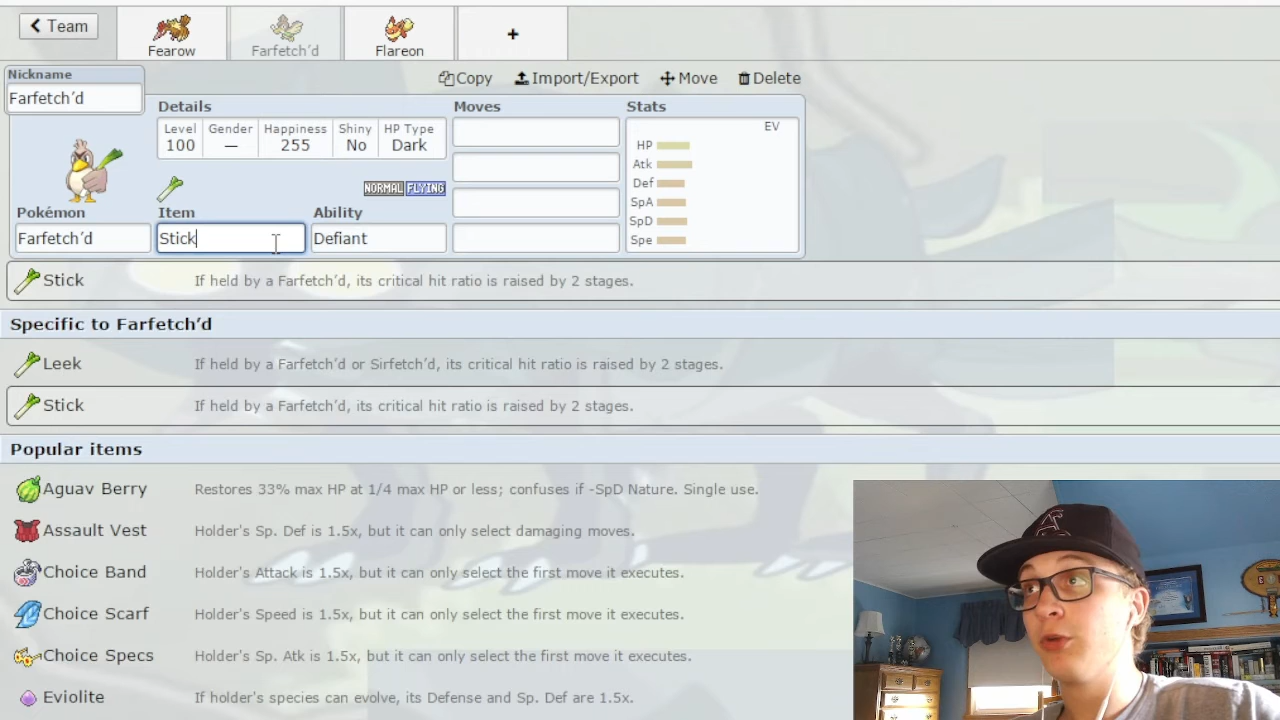 Team
Fearow
Farfetch'd
Flareon
+
Nickname
Farfetch'd
Copy
Import/Export
Move
Delete
Details
Moves
Stats
Level
Gender
Happiness
Shiny
HP Type
100
—
255
No
Dark
EV
HP
Atk
Def
SpA
SpD
Spe
NORMAL FLYING
Pokémon
Item
Ability
Farfetch'd
Stick
Defiant
Stick If held by a Farfetch'd, its critical hit ratio is raised by 2 stages.
Specific to Farfetch'd
Leek If held by a Farfetch'd or Sirfetch'd, its critical hit ratio is raised by 2 stages.
Stick If held by a Farfetch'd, its critical hit ratio is raised by 2 stages.
Popular items
Aguav Berry Restores 33% max HP at 1/4 max HP or less; confuses if -SpD Nature. Single use.
Assault Vest Holder's Sp. Def is 1.5x, but it can only select damaging moves.
Choice Band Holder's Attack is 1.5x, but it can only select the first move it executes.
Choice Scarf Holder's Speed is 1.5x, but it can only select the first move it executes.
Choice Specs Holder's Sp. Atk is 1.5x, but it can only select the first move it executes.
Eviolite If holder's species can evolve, its Defense and Sp. Def are 1.5x.